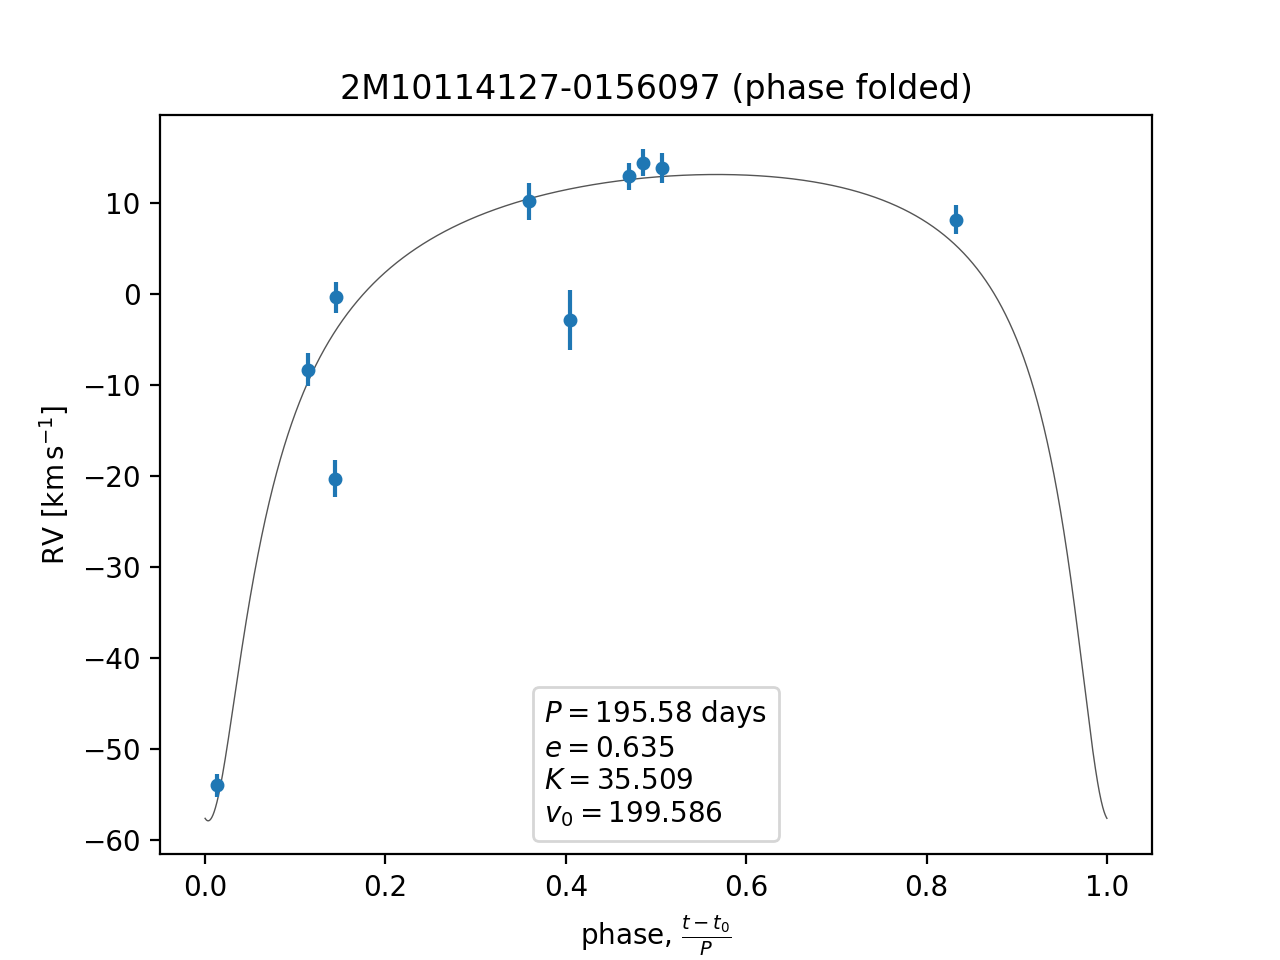 2M10114127-0156097 (phase folded)
RV [km s⁻¹]
10
0
−10
−20
−30
−40
−50
−60
P = 195.58 days
e = 0.635
K = 35.509
v₀ = 199.586
0.0 0.2 0.4 0.6 0.8 1.0
phase, (t − t₀)/P